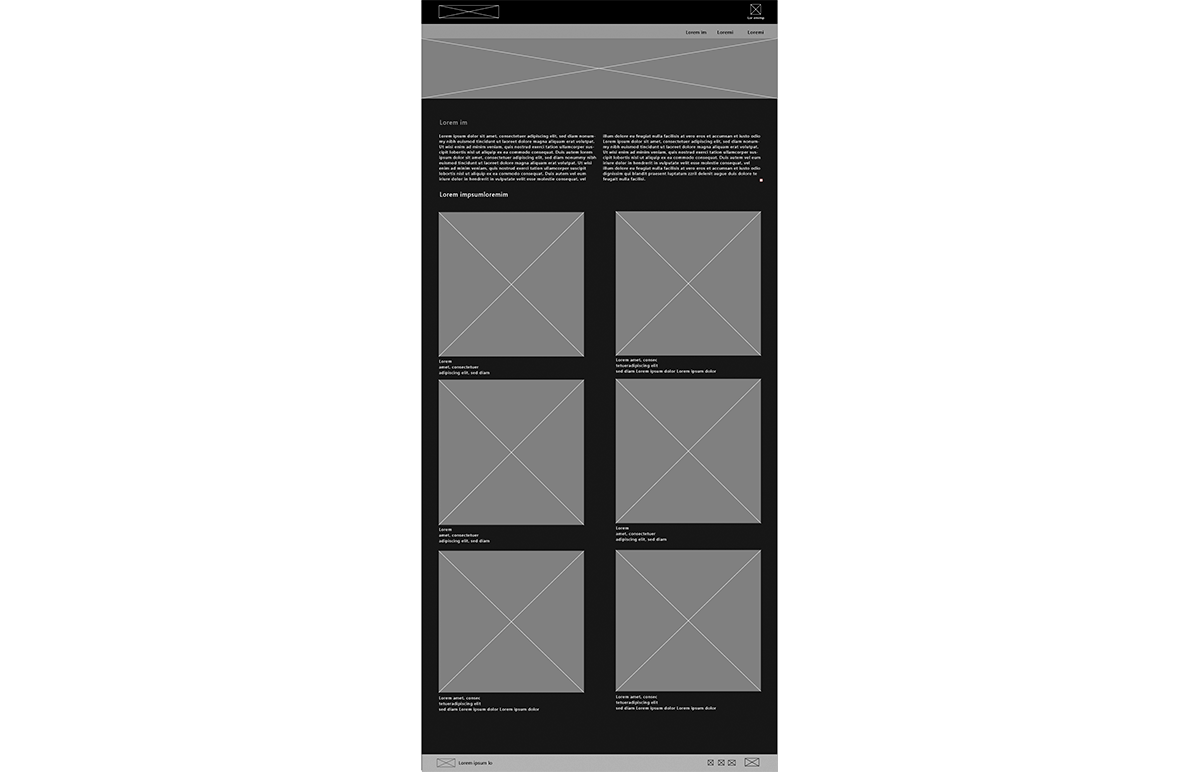 Lorem im
Loremi
Loremi
Lorem im
Lorem ipsum dolor sit amet, consectetuer adipiscing elit, sed diam nonum-
my nibh euismod tincidunt ut laoreet dolore magna aliquam erat volutpat.
Ut wisi enim ad minim veniam, quis nostrud exerci tation ullamcorper sus-
cipit lobortis nisl ut aliquip ex ea commodo consequat. Duis autem lorem
ipsum dolor sit amet, consectetuer adipiscing elit, sed diam nonummy nibh
euismod tincidunt ut laoreet dolore magna aliquam erat volutpat. Ut wisi
enim ad minim veniam, quis nostrud exerci tation ullamcorper suscipit
lobortis nisl ut aliquip ex ea commodo consequat. Duis autem vel eum
iriure dolor in hendrerit in vulputate velit esse molestie consequat, vel
illum dolore eu feugiat nulla facilisis at vero eros et accumsan et iusto odio
Lorem ipsum dolor sit amet, consectetuer adipiscing elit, sed diam nonum-
my nibh euismod tincidunt ut laoreet dolore magna aliquam erat volutpat.
Ut wisi enim ad minim veniam, quis nostrud exerci tation ullamcorper sus-
cipit lobortis nisl ut aliquip ex ea commodo consequat. Duis autem vel eum
iriure dolor in hendrerit in vulputate velit esse molestie consequat, vel
illum dolore eu feugiat nulla facilisis at vero eros et accumsan et iusto odio
dignissim qui blandit praesent luptatum zzril delenit augue duis dolore te
feugait nulla facilisi.
Lorem impsumloremim
Lorem
amet, consectetuer
adipiscing elit, sed diam
Lorem amet, consec
tetueradipiscing elit
sed diam Lorem ipsum dolor Lorem ipsum dolor
Lorem
amet, consectetuer
adipiscing elit, sed diam
Lorem
amet, consectetuer
adipiscing elit, sed diam
Lorem amet, consec
tetueradipiscing elit
sed diam Lorem ipsum dolor Lorem ipsum dolor
Lorem amet, consec
tetueradipiscing elit
sed diam Lorem ipsum dolor Lorem ipsum dolor
Lorem ipsum lo